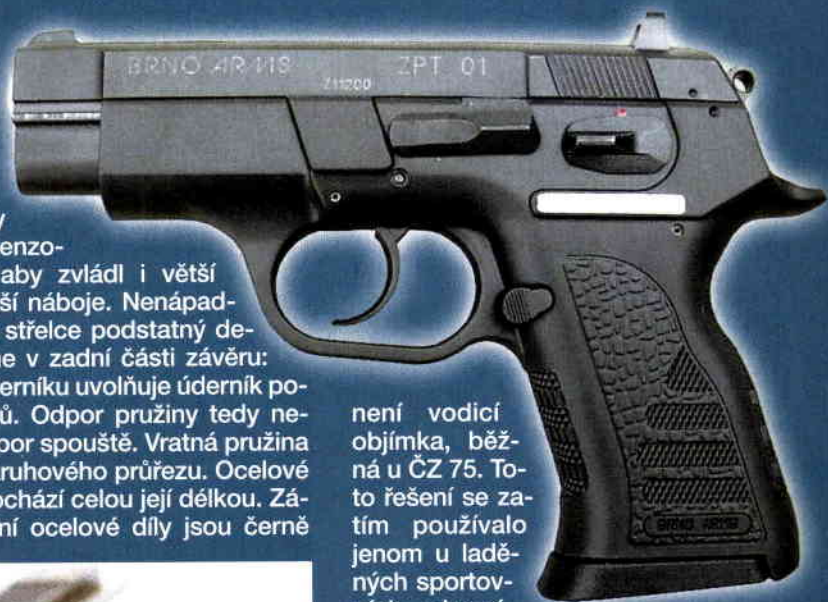 BRNO ARMS ZPT 01
enzo-
aby zvládl i větší
ší náboje. Nenápad-
střelce podstatný de-
e v zadní části závěru:
erníku uvolňuje úderník po-
ů. Odpor pružiny tedy ne-
por spouště. Vratná pružina
ruhového průřezu. Ocelové
ochází celou její délkou. Zá-
ní ocelové díly jsou černě
není vodicí
objímka, běž-
ná u ČZ 75. To-
to řešení se za-
tím používalo
jenom u ladě-
ných sportov-
BRNO ARMS